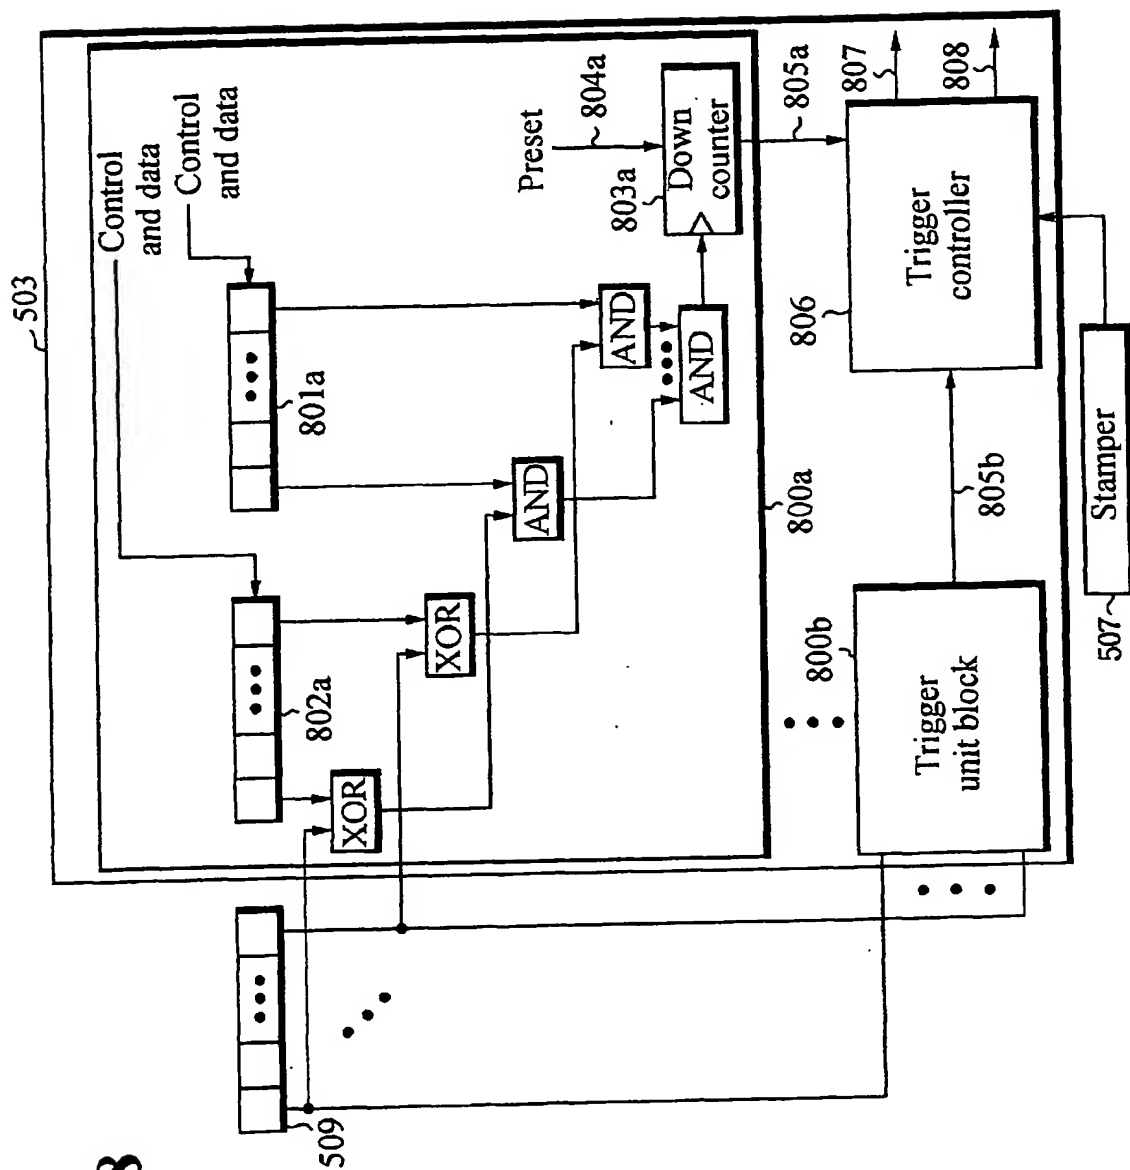 503
Control
and data
Control
and data
801a
802a
Preset
804a
803a
Down
counter
805a
XOR
XOR
AND
AND
AND
800a
509
807
808
806
Trigger
controller
805b
800b
Trigger
unit block
507
Stamper